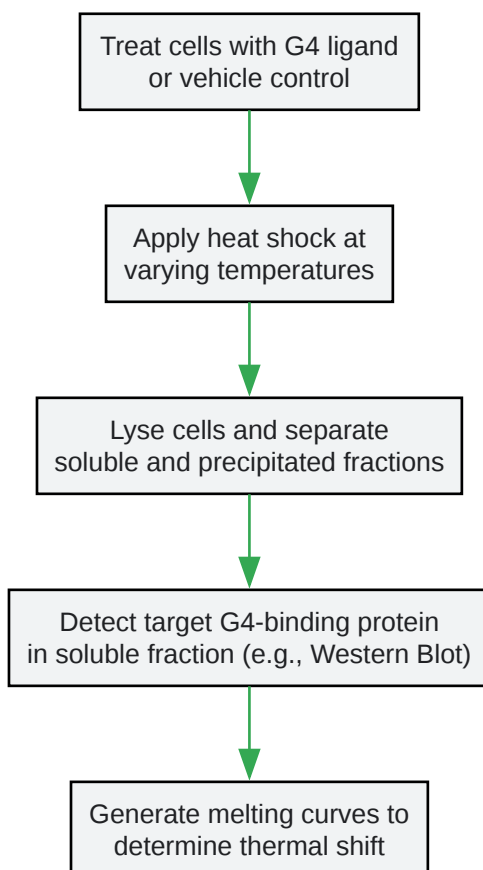 Treat cells with G4 ligand
or vehicle control
Apply heat shock at
varying temperatures
Lyse cells and separate
soluble and precipitated fractions
Detect target G4-binding protein
in soluble fraction (e.g., Western Blot)
Generate melting curves to
determine thermal shift